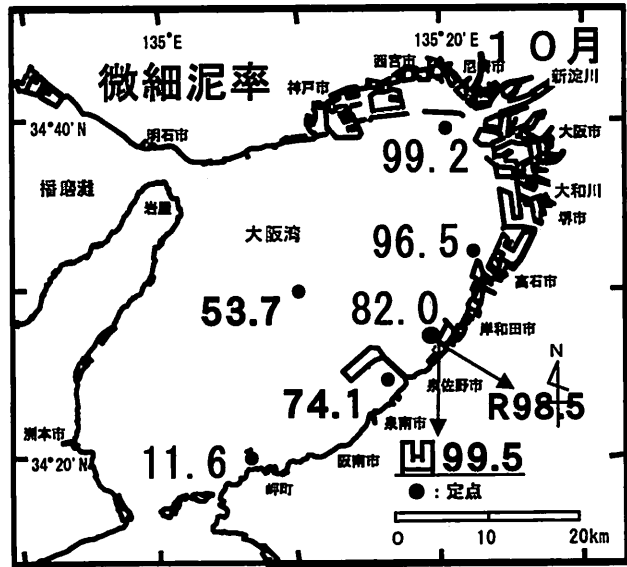 135°E
135°20'E
10月
微細泥率
西宮市
尼崎市
神戸市
新淀川
34°40'N
明石市
大阪市
99.2
播磨灘
大和川
岩屋
堺市
大阪湾
96.5
高石市
53.7
82.0
岸和田市
N
泉佐野市
74.1
R98.5
泉南市
洲本市
阪南市
34°20'N
11.6
凹99.5
岬町
●：定点
0 10 20km